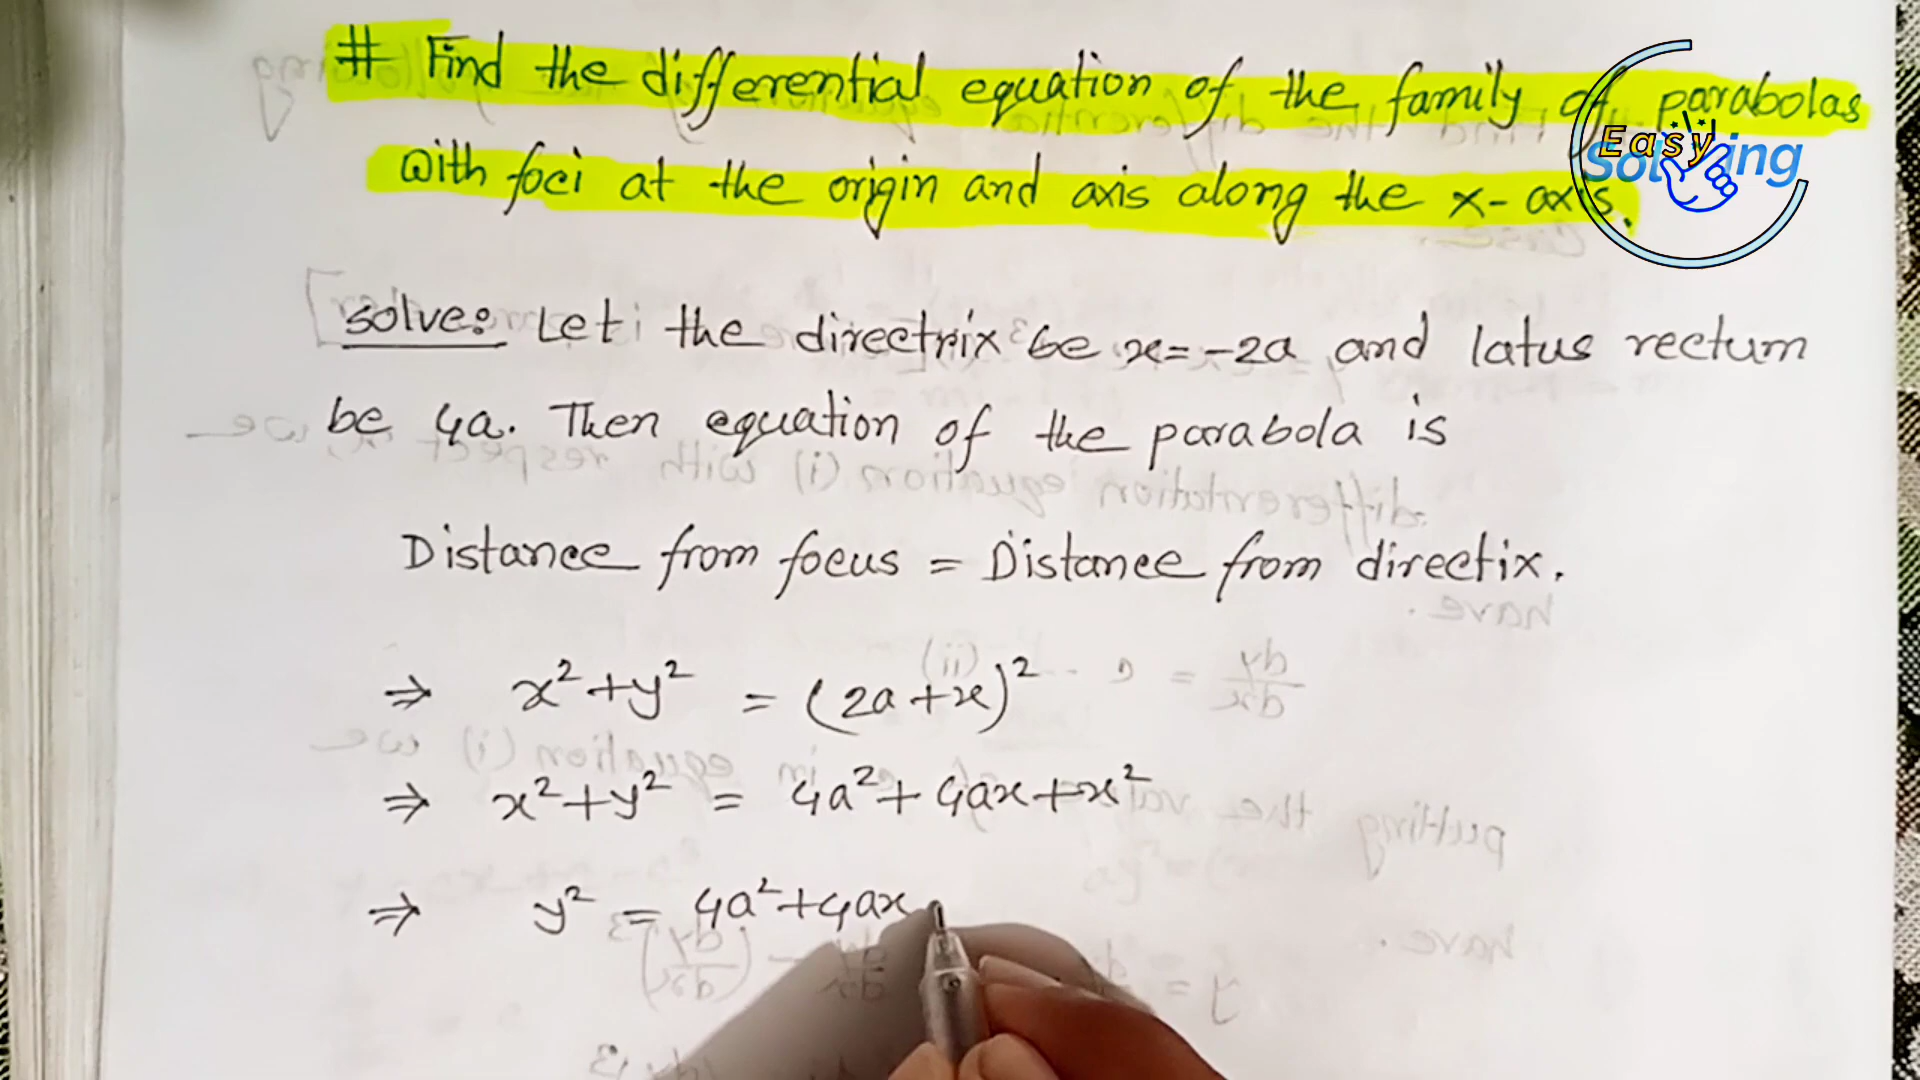 # Find the differential equation of the family of parabolas
with foci at the origin and axis along the x-axis.
Easy
Solving
solve: Let the directrix be x=-2a and latus rectum
be 4a. Then equation of the parabola is
Distance from focus = Distance from directix.
⇒ x²+y² = (2a+x)²
⇒ x²+y² = 4a²+4ax+x²
⇒ y² = 4a²+4ax